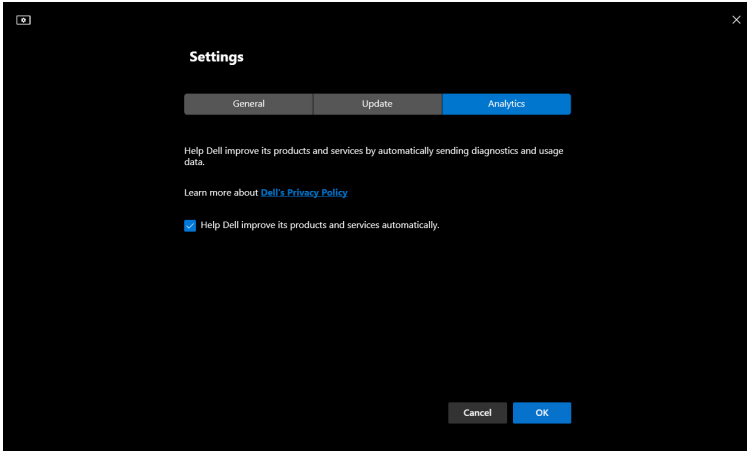 Settings
General
Update
Analytics
Help Dell improve its products and services by automatically sending diagnostics and usage
data.
Learn more about Dell's Privacy Policy
Help Dell improve its products and services automatically.
Cancel
OK